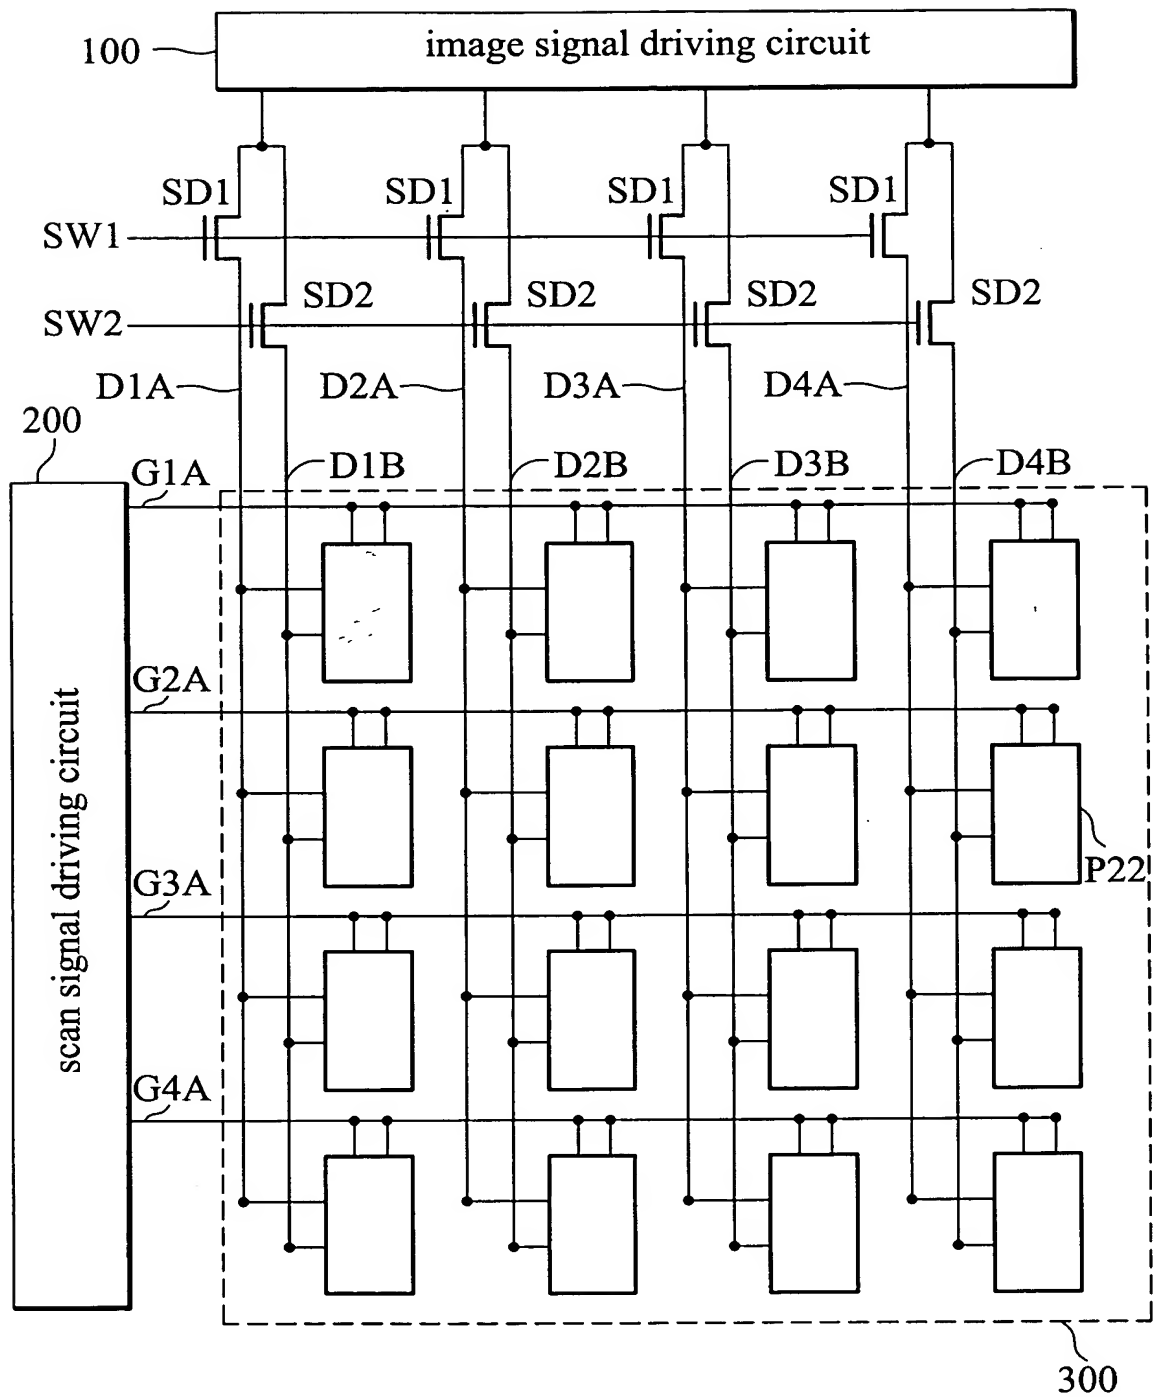 100
image signal driving circuit
SD1 SD1 SD1 SD1
SW1
SD2 SD2 SD2 SD2
SW2
D1A D2A D3A D4A
200
G1A D1B D2B D3B D4B
G2A
scan signal driving circuit
P22
G3A
G4A
300